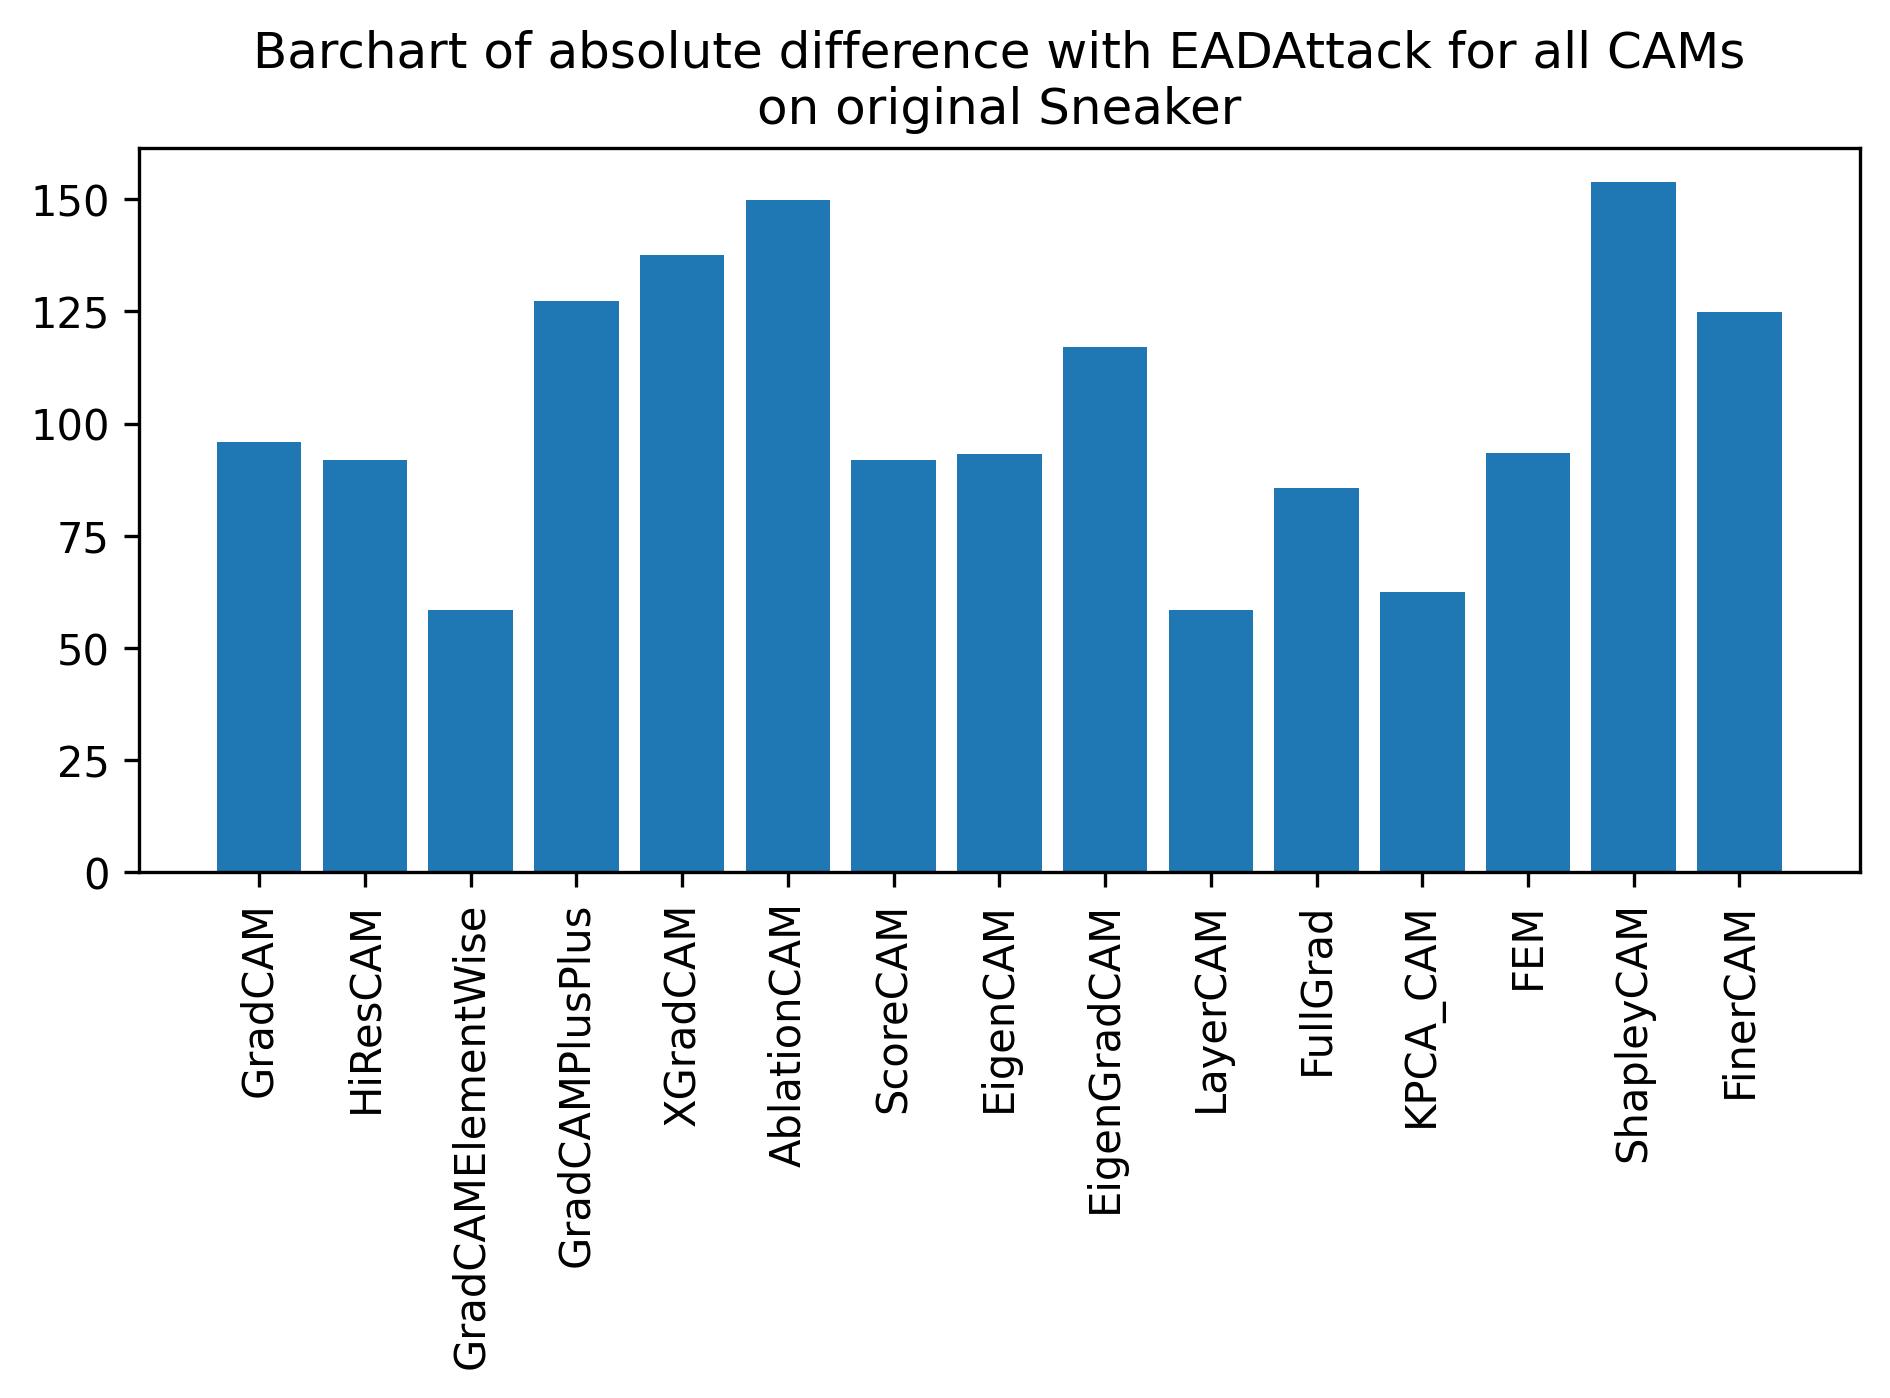 Barchart of absolute difference with EADAttack for all CAMs
on original Sneaker
150
125
100
75
50
25
0
GradCAM
HiResCAM
GradCAMElementWise
GradCAMPlusPlus
XGradCAM
AblationCAM
ScoreCAM
EigenCAM
EigenGradCAM
LayerCAM
FullGrad
KPCA_CAM
FEM
ShapleyCAM
FinerCAM